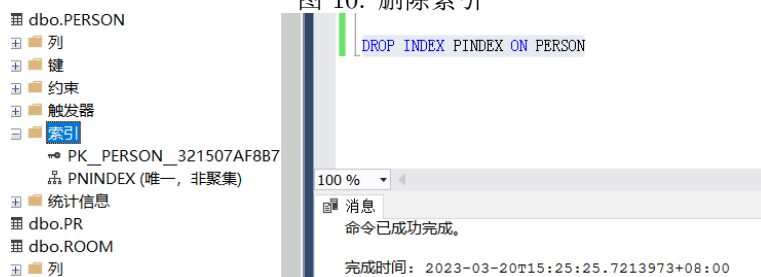 图 10: 删除索引
dbo.PERSON
列
键
约束
触发器
索引
PK__PERSON__321507AF8B7
PNINDEX (唯一，非聚集)
统计信息
dbo.PR
dbo.ROOM
列
DROP INDEX PINDEX ON PERSON
100 %
消息
命令已成功完成。
完成时间: 2023-03-20T15:25:25.7213973+08:00